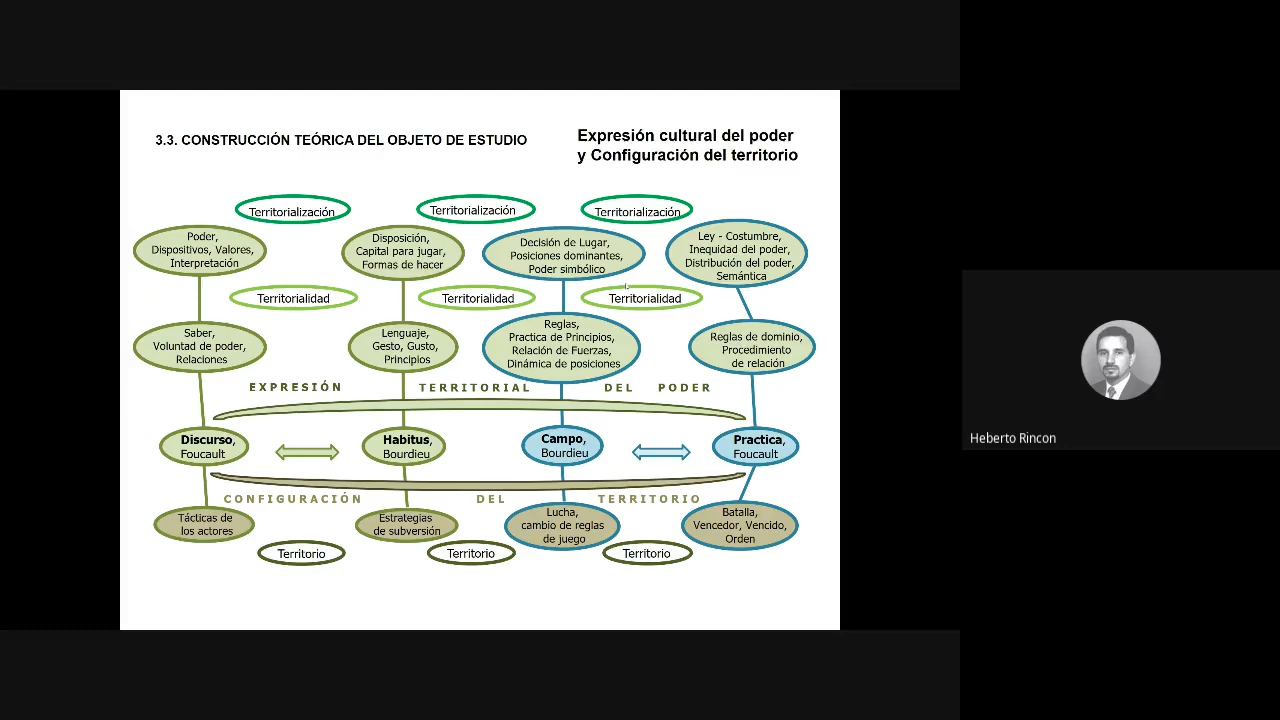 3.3. CONSTRUCCIÓN TEÓRICA DEL OBJETO DE ESTUDIO
Expresión cultural del poder
y Configuración del territorio
Territorialización
Territorialización
Territorialización
Poder,
Dispositivos, Valores,
Interpretación
Disposición,
Capital para jugar,
Formas de hacer
Decisión de Lugar,
Posiciones dominantes,
Poder simbólico
Ley - Costumbre,
Inequidad del poder,
Distribución del poder,
Semántica
Territorialidad
Territorialidad
Territorialidad
Saber,
Voluntad de poder,
Relaciones
Lenguaje,
Gesto, Gusto,
Principios
Reglas,
Practica de Principios,
Relación de Fuerzas,
Dinámica de posiciones
Reglas de dominio,
Procedimiento
de relación
EXPRESIÓN TERRITORIAL DEL PODER
Discurso,
Foucault
Habitus,
Bourdieu
Campo,
Bourdieu
Practica,
Foucault
CONFIGURACIÓN DEL TERRITORIO
Tácticas de
los actores
Estrategias
de subversión
Lucha,
cambio de reglas
de juego
Batalla,
Vencedor, Vencido,
Orden
Territorio
Territorio
Territorio
Heberto Rincon